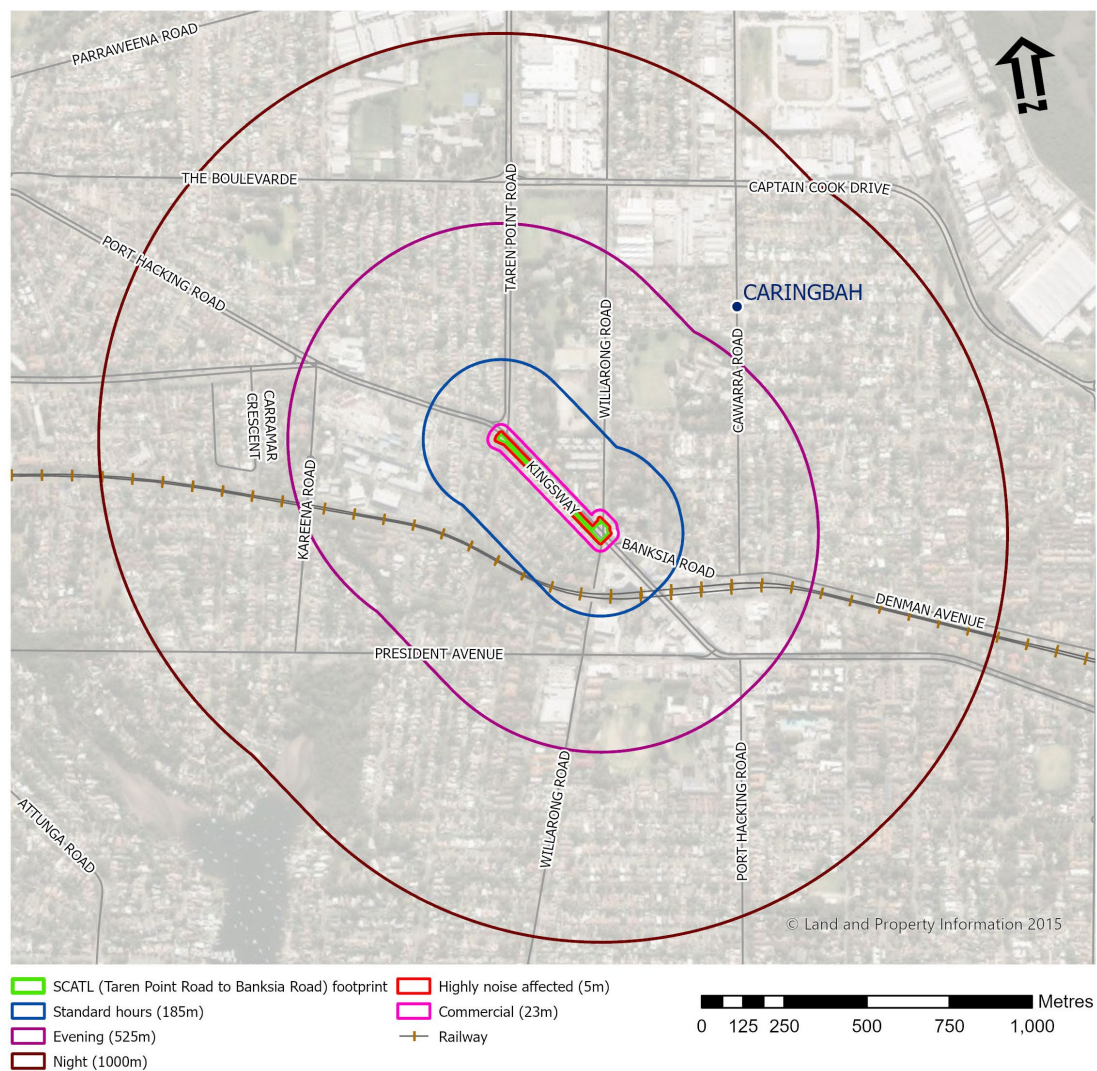 PARRAWEENA ROAD
N
THE BOULEVARDE
TAREN POINT ROAD
CAPTAIN COOK DRIVE
PORT HACKING ROAD
CARINGBAH
WILLARONG ROAD
CAWARRA ROAD
CARRAMAR
CRESCENT
KINGSWAY
KAREENA ROAD
BANKSIA ROAD
DENMAN AVENUE
PRESIDENT AVENUE
WILLARONG ROAD
PORT HACKING ROAD
ATTUNGA ROAD
© Land and Property Information 2015
SCATL (Taren Point Road to Banksia Road) footprint
Standard hours (185m)
Evening (525m)
Night (1000m)
Highly noise affected (5m)
Commercial (23m)
Railway
Metres
0 125 250 500 750 1,000